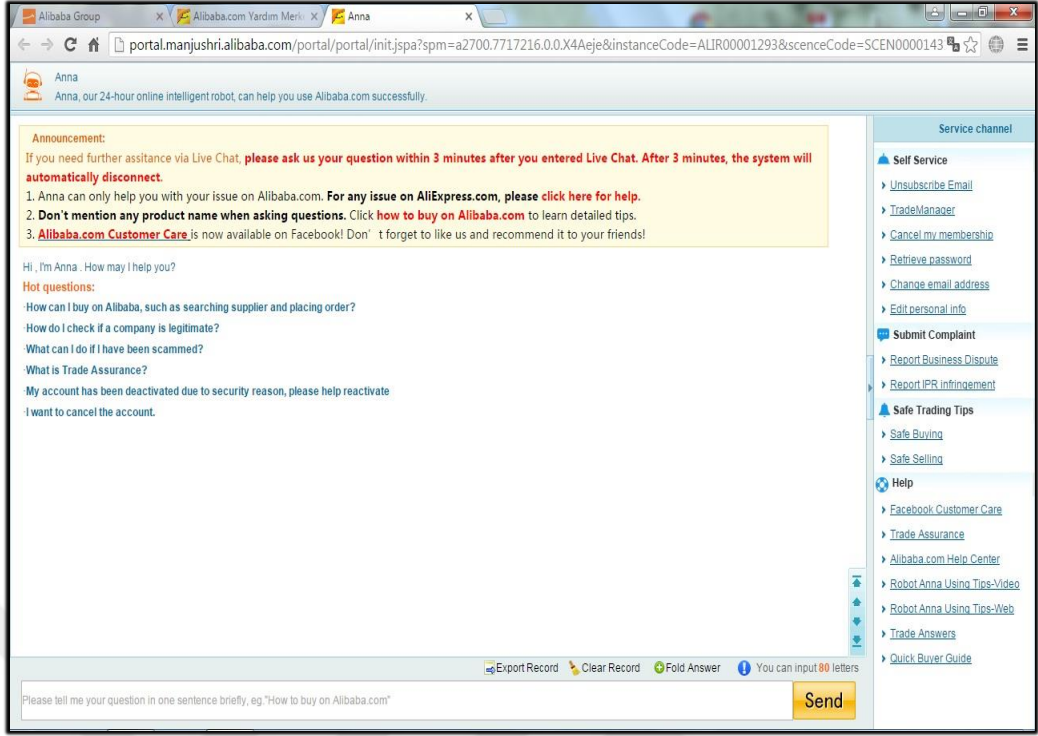 Alibaba Group
Alibaba.com Yardım Merk
Anna
portal.manjushri.alibaba.com/portal/portal/init.jspa?spm=a2700.7717216.0.0.X4Aeje&instanceCode=ALIR00001293&scenceCode=SCEN0000143
Anna
Anna, our 24-hour online intelligent robot, can help you use Alibaba.com successfully.
Announcement:
If you need further assitance via Live Chat, please ask us your question within 3 minutes after you entered Live Chat. After 3 minutes, the system will
automatically disconnect.
1. Anna can only help you with your issue on Alibaba.com. For any issue on AliExpress.com, please click here for help.
2. Don't mention any product name when asking questions. Click how to buy on Alibaba.com to learn detailed tips.
3. Alibaba.com Customer Care is now available on Facebook! Don' t forget to like us and recommend it to your friends!
Hi , I'm Anna . How may I help you?
Hot questions:
·How can I buy on Alibaba, such as searching supplier and placing order?
·How do I check if a company is legitimate?
·What can I do if I have been scammed?
·What is Trade Assurance?
·My account has been deactivated due to security reason, please help reactivate
·I want to cancel the account.
Export Record Clear Record Fold Answer You can input 80 letters
Please tell me your question in one sentence briefly, eg."How to buy on Alibaba.com"
Send
Service channel
Self Service
Unsubscribe Email
TradeManager
Cancel my membership
Retrieve password
Change email address
Edit personal info
Submit Complaint
Report Business Dispute
Report IPR infringement
Safe Trading Tips
Safe Buying
Safe Selling
Help
Facebook Customer Care
Trade Assurance
Alibaba.com Help Center
Robot Anna Using Tips-Video
Robot Anna Using Tips-Web
Trade Answers
Quick Buyer Guide